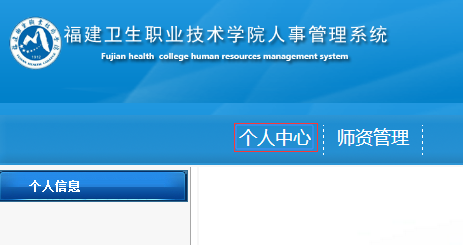 福建卫生职业技术学院人事管理系统
Fujian health college human resources management system
个人中心 师资管理
个人信息